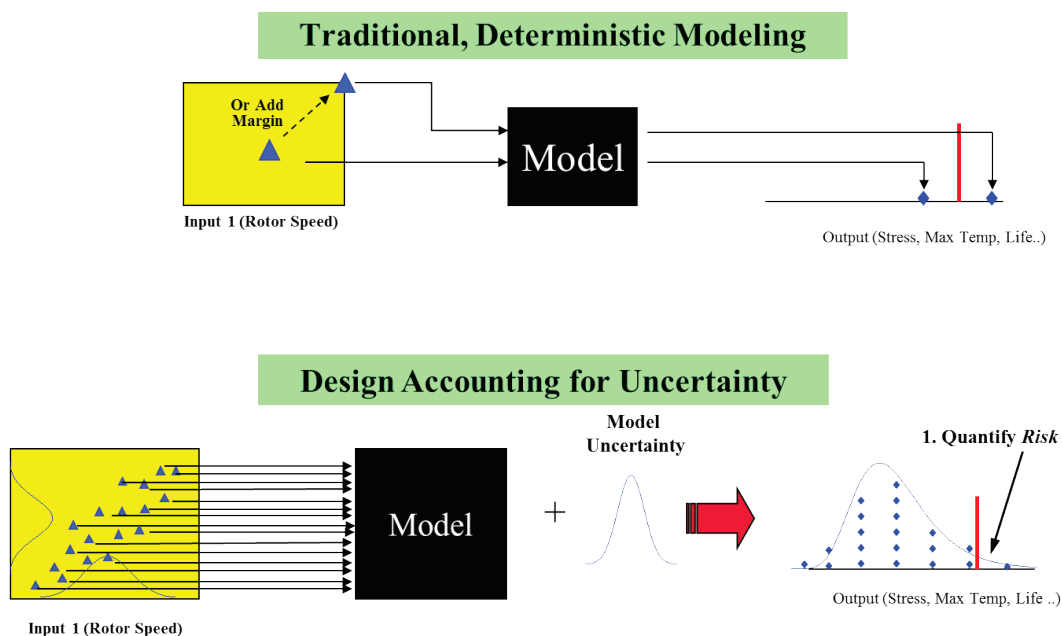 Traditional, Deterministic Modeling
Or Add
Margin
Model
Input 1 (Rotor Speed)
Output (Stress, Max Temp, Life..)
Design Accounting for Uncertainty
Model
Uncertainty
1. Quantify Risk
Model
+
Output (Stress, Max Temp, Life ..)
Input 1 (Rotor Speed)